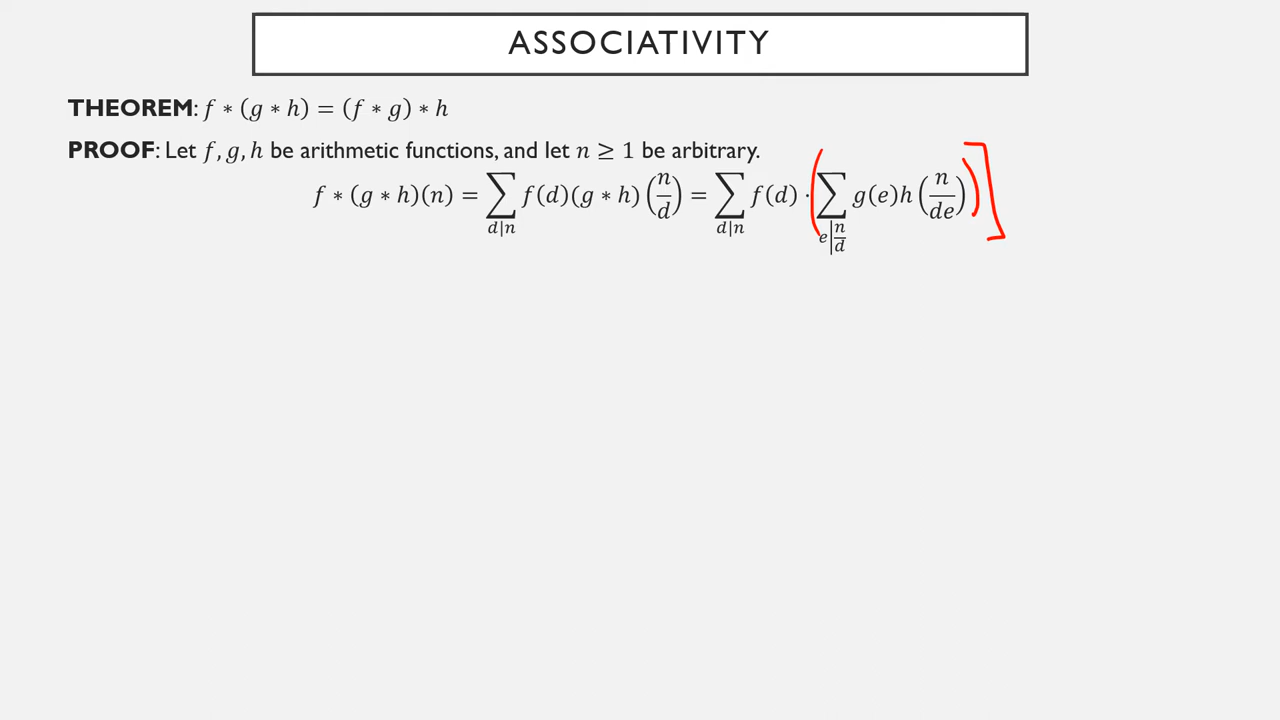 ASSOCIATIVITY
THEOREM: f ∗ (g ∗ h) = (f ∗ g) ∗ h
PROOF: Let f, g, h be arithmetic functions, and let n ≥ 1 be arbitrary.
f ∗ (g ∗ h)(n) = ∑_{d|n} f(d)(g ∗ h)(n/d) = ∑_{d|n} f(d) · (∑_{e|n/d} g(e)h(n/de))]